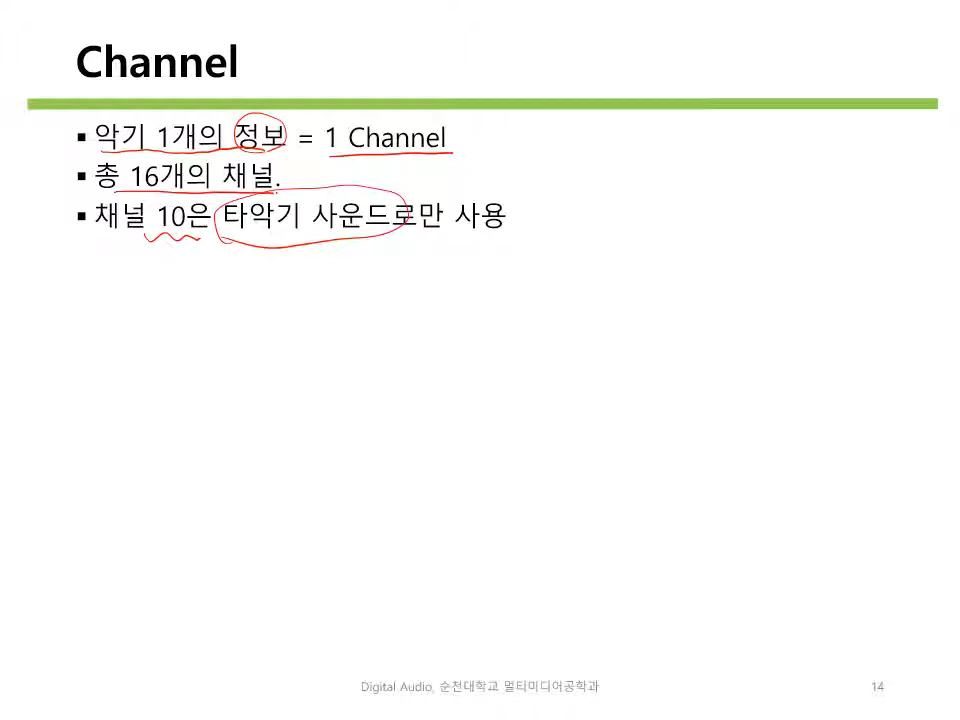 Channel
▪ 악기 1개의 정보 = 1 Channel
▪ 총 16개의 채널.
▪ 채널 10은 타악기 사운드로만 사용
Digital Audio, 순천대학교 멀티미디어공학과
14